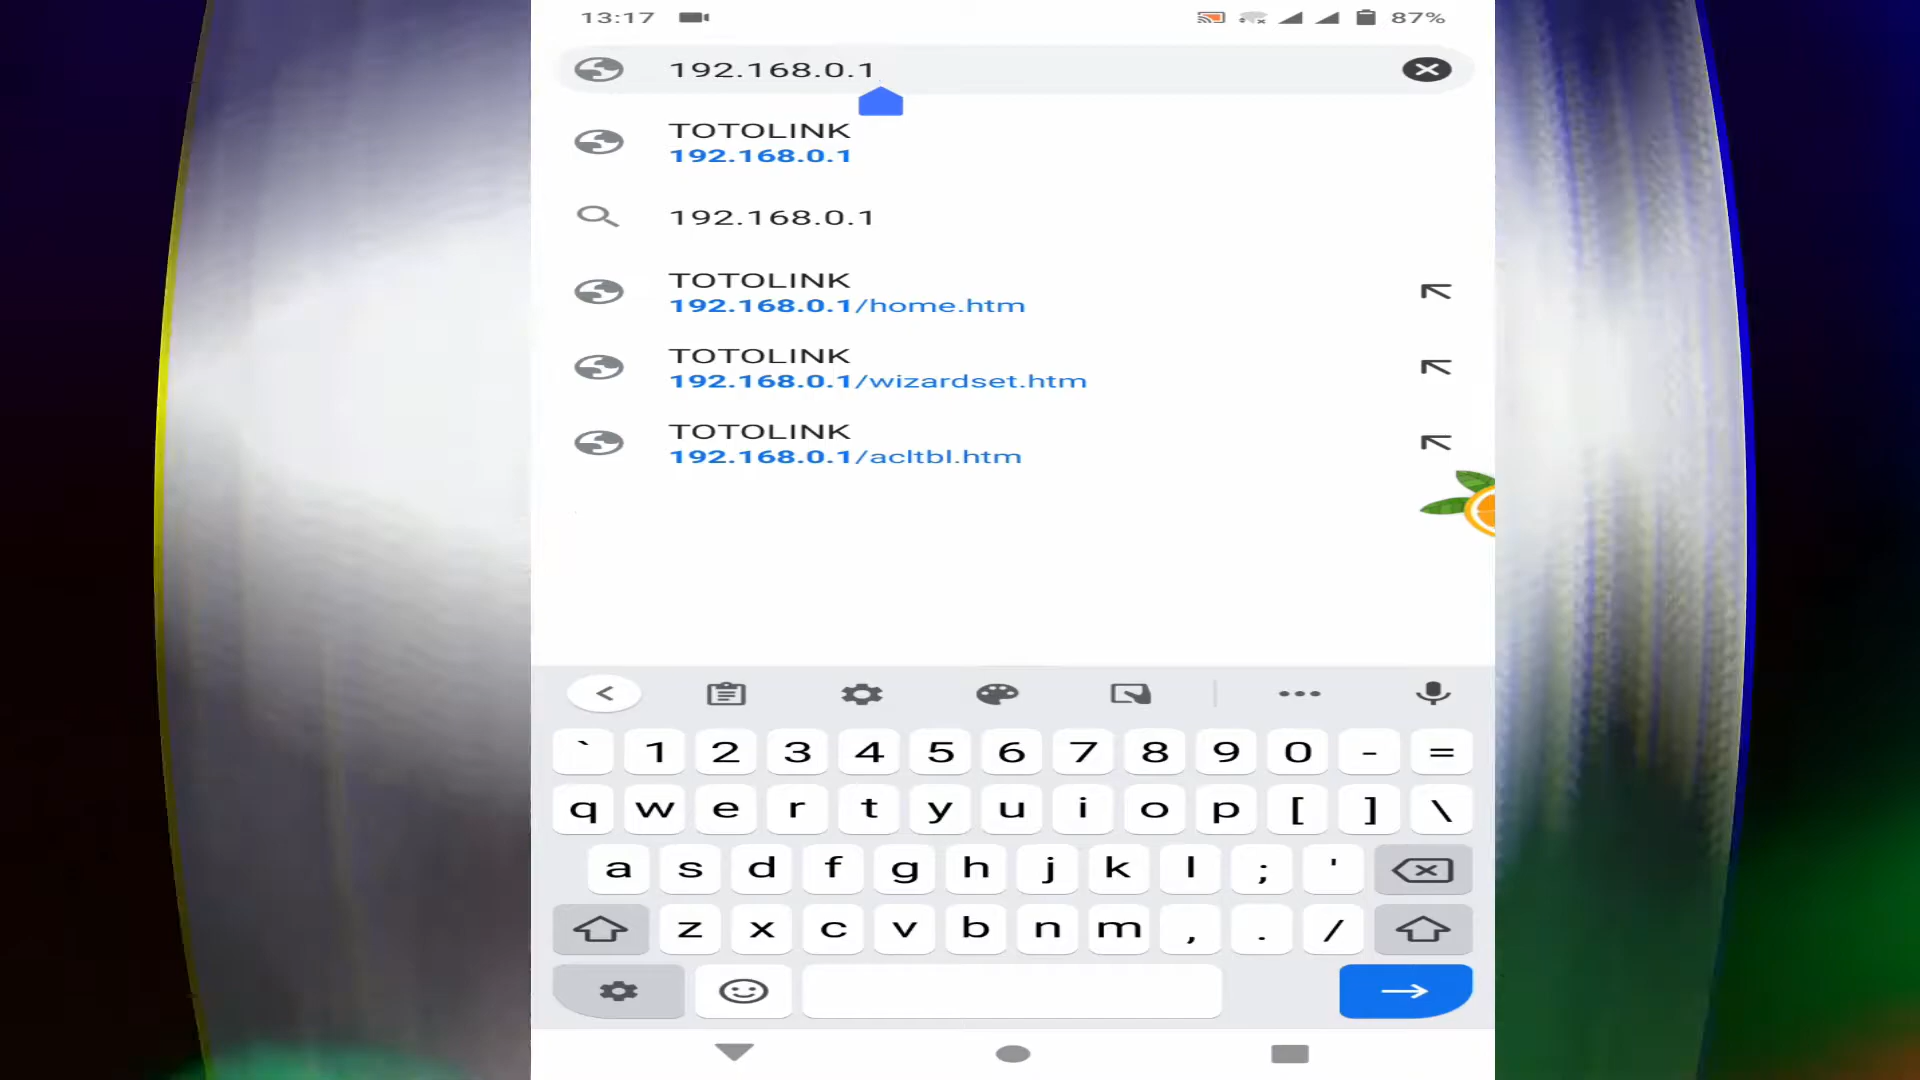 13:17
87%
192.168.0.1
TOTOLINK
192.168.0.1
192.168.0.1
TOTOLINK
192.168.0.1/home.htm
TOTOLINK
192.168.0.1/wizardset.htm
TOTOLINK
192.168.0.1/acltbl.htm
` 1 2 3 4 5 6 7 8 9 0 - =
q w e r t y u i o p [ ] \
a s d f g h j k l ; '
z x c v b n m , . /